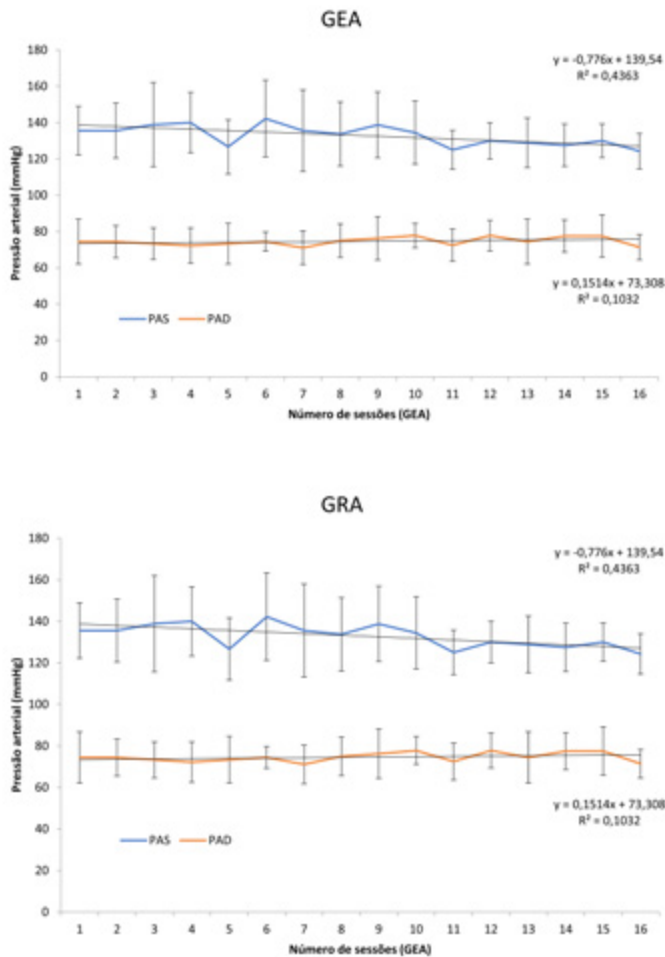 GEA
y = -0,776x + 139,54
R² = 0,4363
180
160
140
120
100
80
60
40
20
0
Pressão arterial (mmHg)
y = 0,1514x + 73,308
R² = 0,1032
PAS PAD
1 2 3 4 5 6 7 8 9 10 11 12 13 14 15 16
Número de sessões (GEA)
GRA
y = -0,776x + 139,54
R² = 0,4363
180
160
140
120
100
80
60
40
20
0
Pressão arterial (mmHg)
y = 0,1514x + 73,308
R² = 0,1032
PAS PAD
1 2 3 4 5 6 7 8 9 10 11 12 13 14 15 16
Número de sessões (GEA)